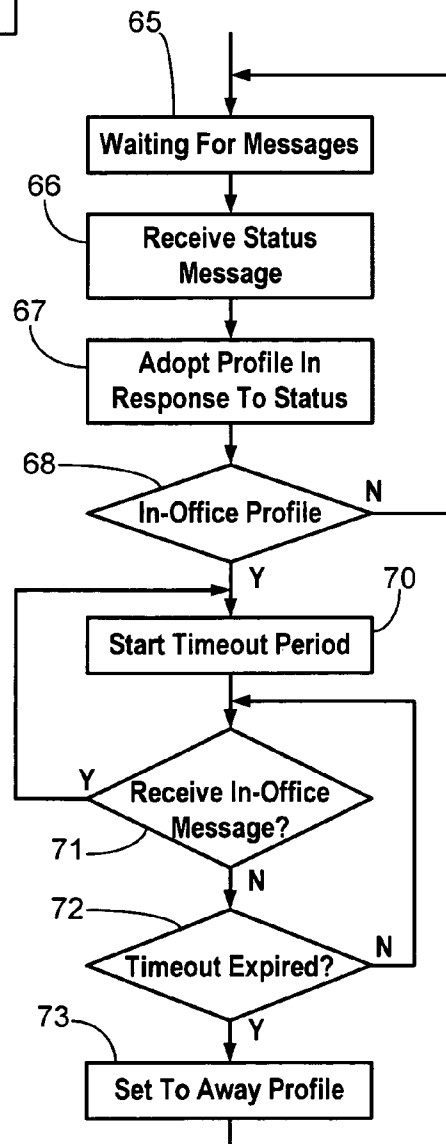 65
Waiting For Messages
66
Receive Status
Message
67
Adopt Profile In
Response To Status
68
In-Office Profile
N
Y
70
Start Timeout Period
Y
Receive In-Office
Message?
71
N
72
Timeout Expired?
N
73
Y
Set To Away Profile